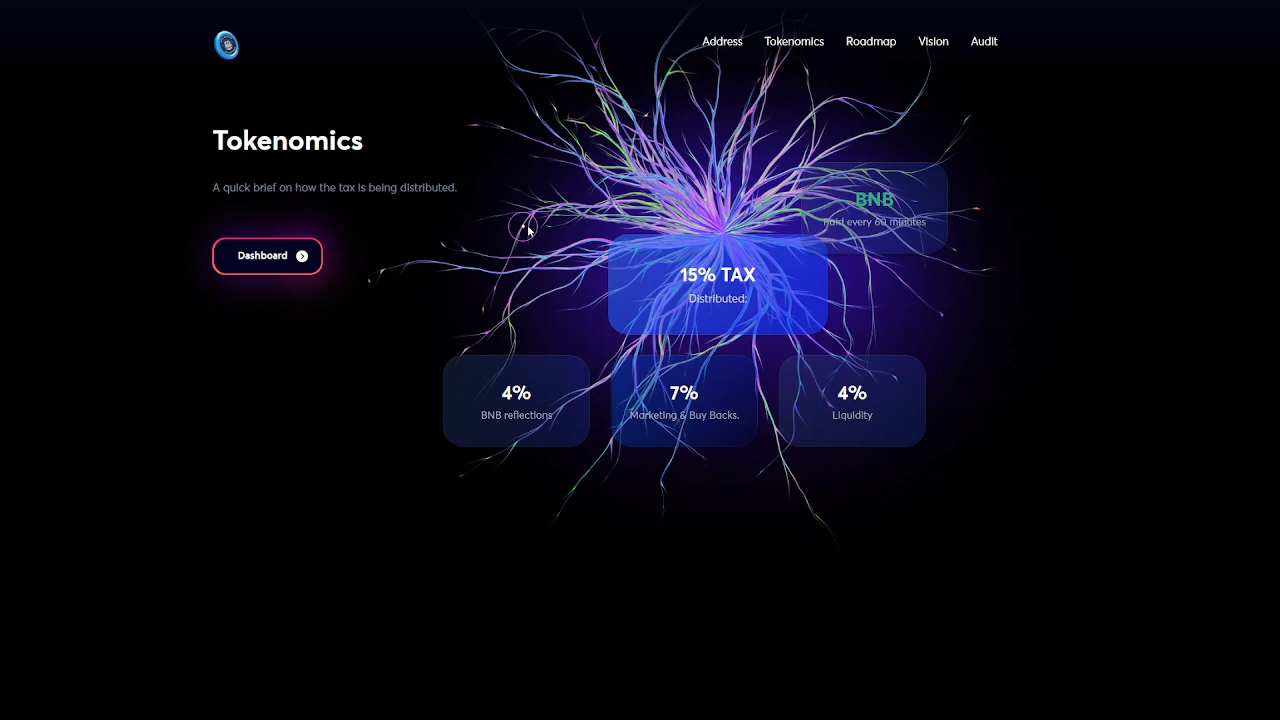 Address Tokenomics Roadmap Vision Audit
Tokenomics
A quick brief on how the tax is being distributed.
Dashboard
BNB
Paid every 60 minutes
15% TAX
Distributed:
4%
BNB reflections
7%
Marketing & Buy Backs.
4%
Liquidity